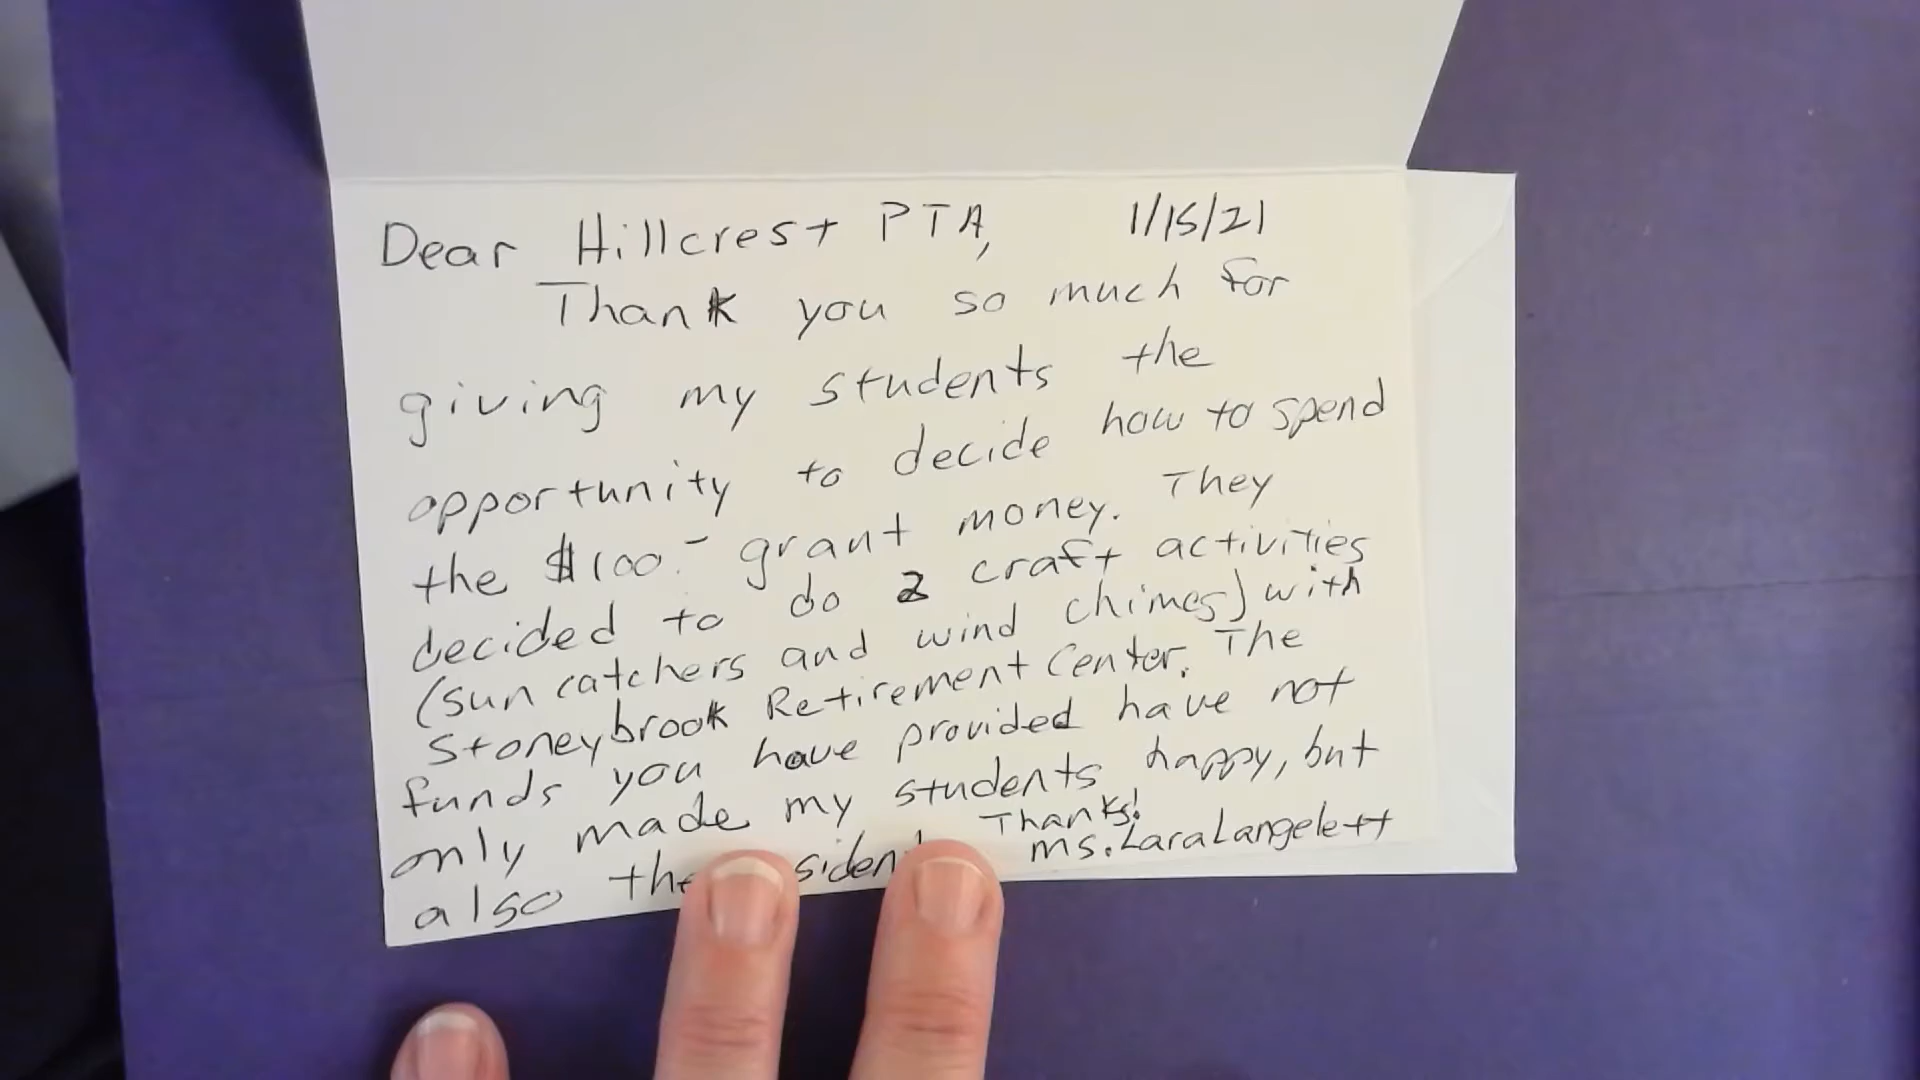 Dear Hillcrest PTA, 1/15/21
Thank you so much for
giving my students the
opportunity to decide how to spend
the $100.- grant money. They
decided to do 2 craft activities
(sun catchers and wind chimes) with
Stoneybrook Retirement Center. The
funds you have provided have not
only made my students happy, but
also
Thanks!
Ms. Lara Langelett